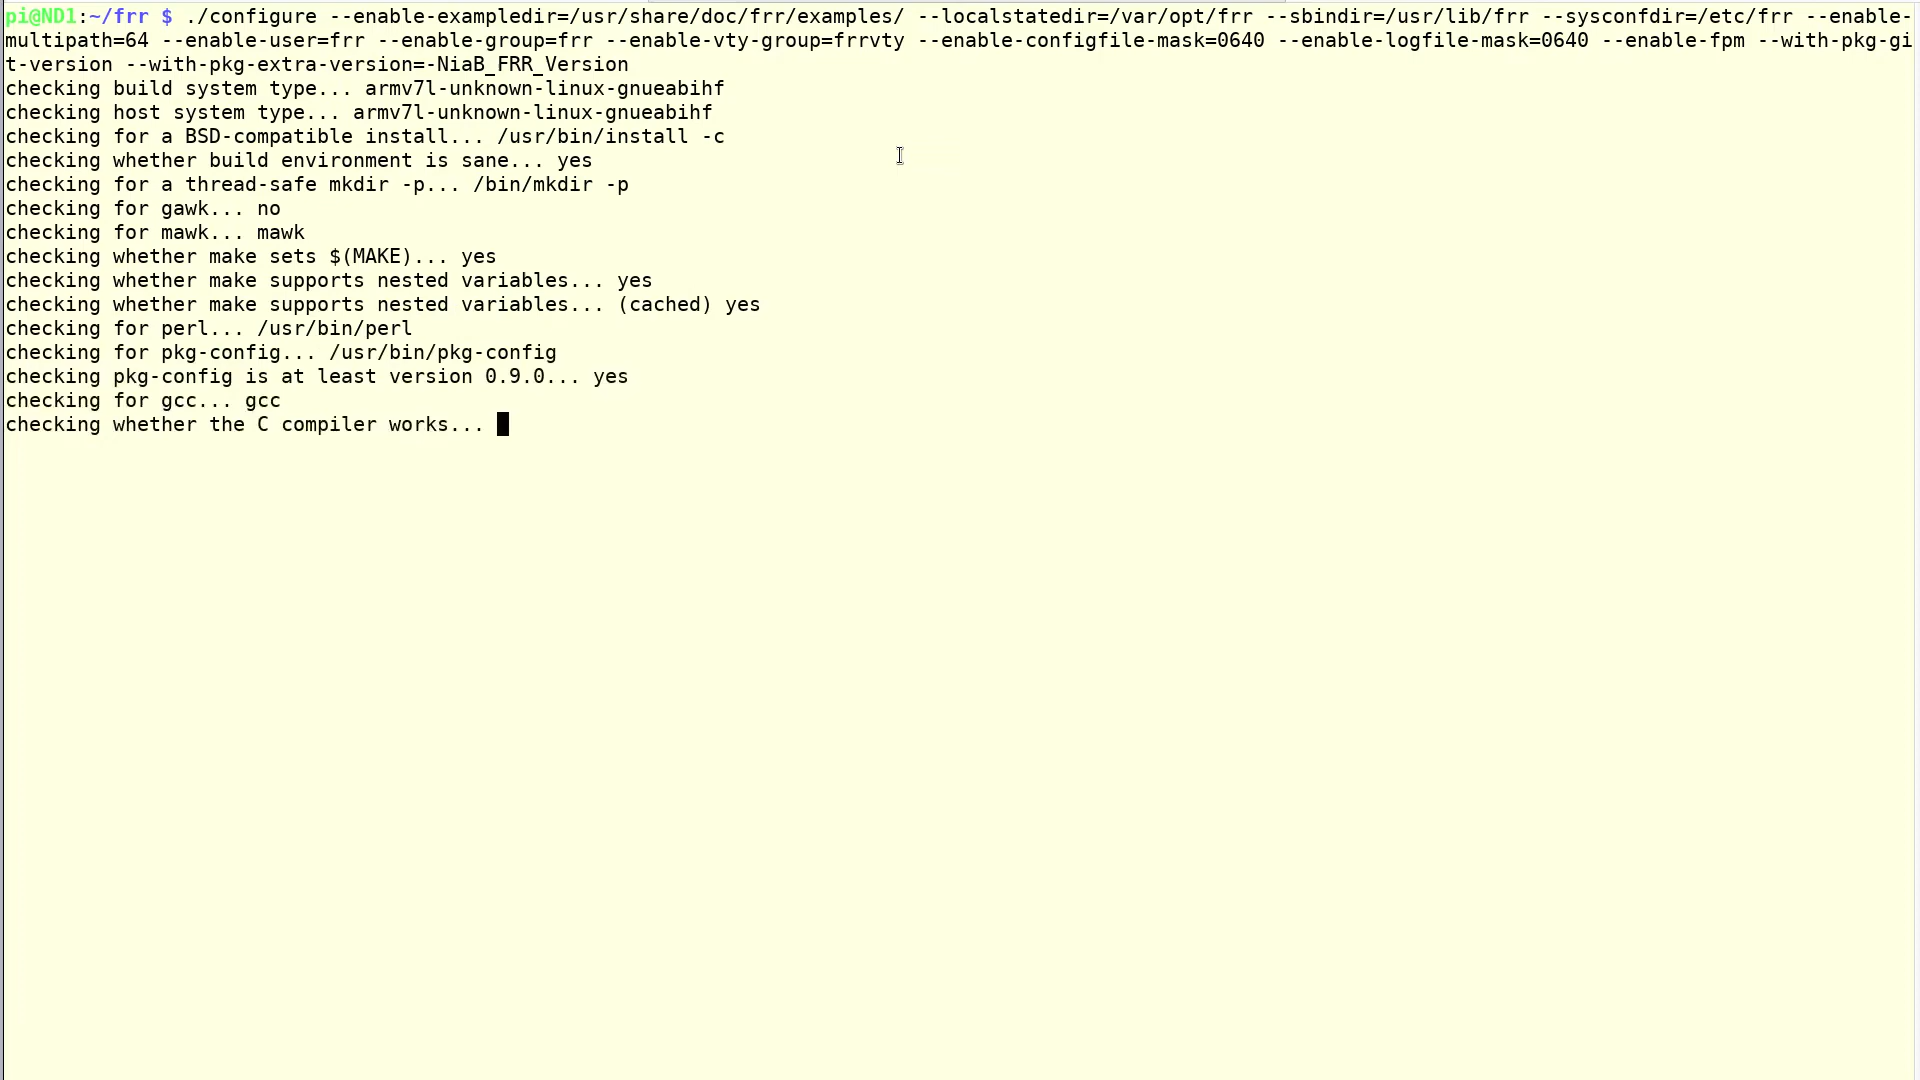 pi@ND1:~/frr $ ./configure --enable-exampledir=/usr/share/doc/frr/examples/ --localstatedir=/var/opt/frr --sbindir=/usr/lib/frr --sysconfdir=/etc/frr --enable-
multipath=64 --enable-user=frr --enable-group=frr --enable-vty-group=frrvty --enable-configfile-mask=0640 --enable-logfile-mask=0640 --enable-fpm --with-pkg-gi
t-version --with-pkg-extra-version=-NiaB_FRR_Version
checking build system type... armv7l-unknown-linux-gnueabihf
checking host system type... armv7l-unknown-linux-gnueabihf
checking for a BSD-compatible install... /usr/bin/install -c
checking whether build environment is sane... yes
checking for a thread-safe mkdir -p... /bin/mkdir -p
checking for gawk... no
checking for mawk... mawk
checking whether make sets $(MAKE)... yes
checking whether make supports nested variables... yes
checking whether make supports nested variables... (cached) yes
checking for perl... /usr/bin/perl
checking for pkg-config... /usr/bin/pkg-config
checking pkg-config is at least version 0.9.0... yes
checking for gcc... gcc
checking whether the C compiler works...